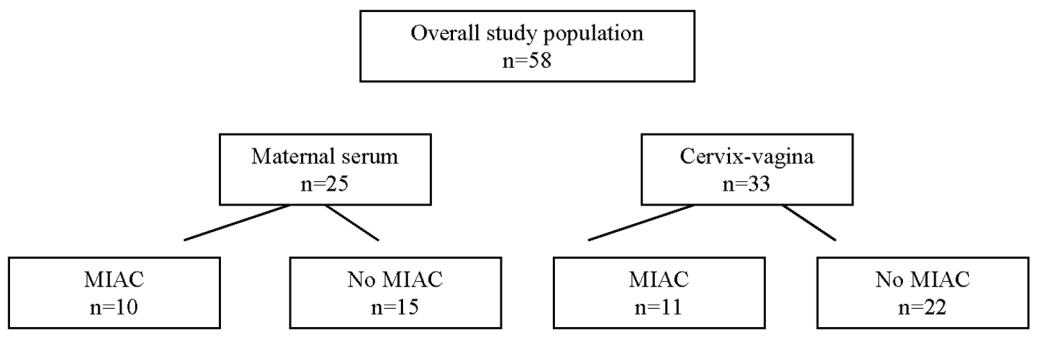 Overall study population
n=58
Maternal serum
n=25
Cervix-vagina
n=33
MIAC
n=10
No MIAC
n=15
MIAC
n=11
No MIAC
n=22